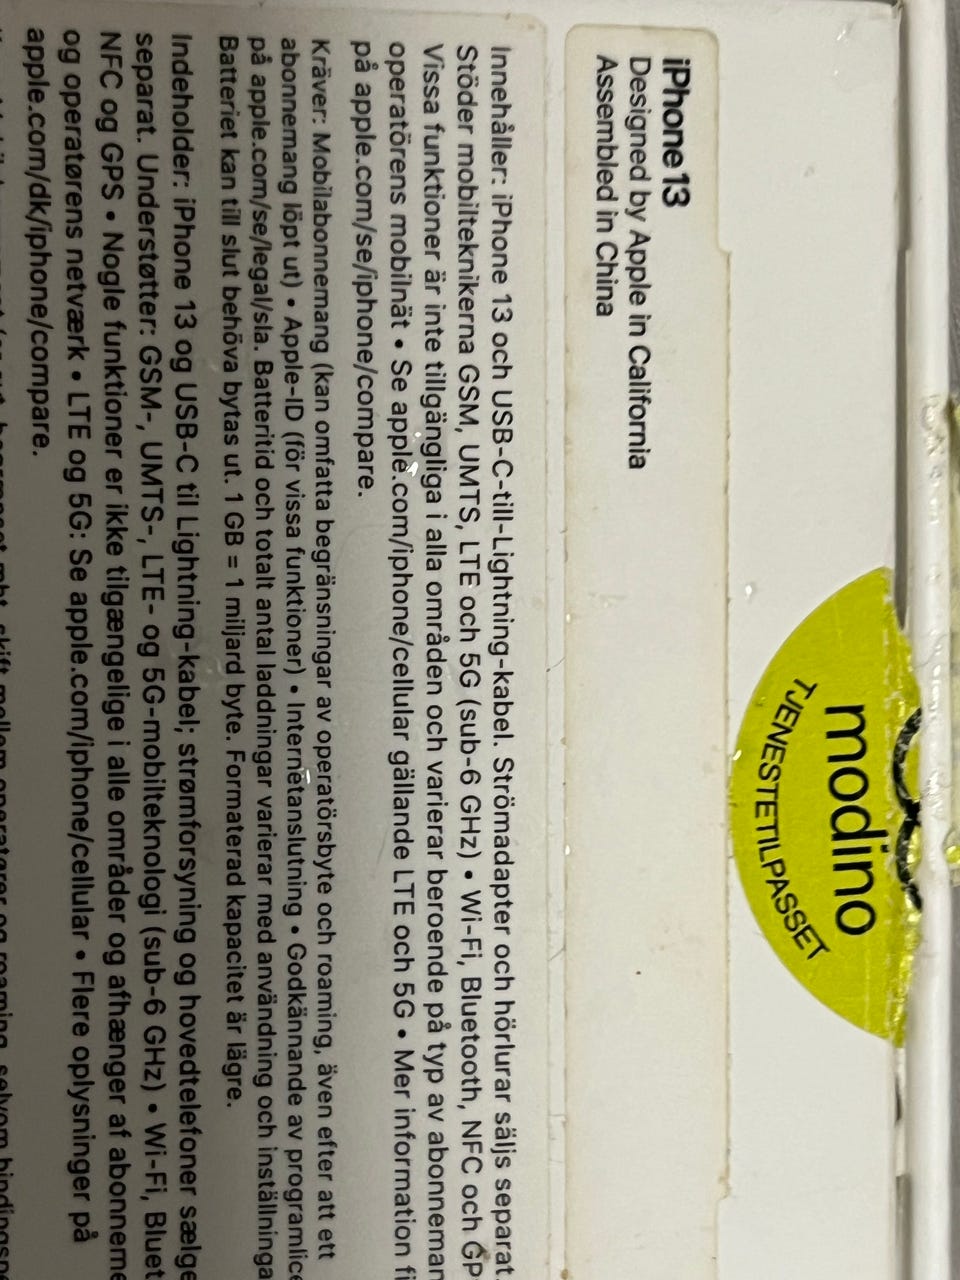 iPhone 13
Designed by Apple in California
Assembled in China
modino
TJENESTETILPASSET
Innehåller: iPhone 13 och USB-C-till-Lightning-kabel. Strömadapter och hörlurar säljs separat.
Stöder mobilteknikerna GSM, UMTS, LTE och 5G (sub-6 GHz) • Wi-Fi, Bluetooth, NFC och GP
Vissa funktioner är inte tillgängliga i alla områden och varierar beroende på typ av abonneman
operatörens mobilnät • Se apple.com/iphone/cellular gällande LTE och 5G • Mer information fi
på apple.com/se/iphone/compare.
Kräver: Mobilabonnemang (kan omfatta begränsningar av operatörsbyte och roaming, även efter att ett
abonnemang löpt ut) • Apple-ID (för vissa funktioner) • Internetanslutning • Godkännande av programlice
på apple.com/se/legal/sla. Batteritid och totalt antal laddningar varierar med användning och inställninga
Batteriet kan till slut behöva bytas ut. 1 GB = 1 miljard byte. Formaterad kapacitet är lägre.
Indeholder: iPhone 13 og USB-C til Lightning-kabel; strømforsyning og hovedtelefoner sælge
separat. Understøtter: GSM-, UMTS-, LTE- og 5G-mobilteknologi (sub-6 GHz) • Wi-Fi, Bluet
NFC og GPS • Nogle funktioner er ikke tilgængelige i alle områder og afhænger af abonneme
og operatørens netværk • LTE og 5G: Se apple.com/iphone/cellular • Flere oplysninger på
apple.com/dk/iphone/compare.